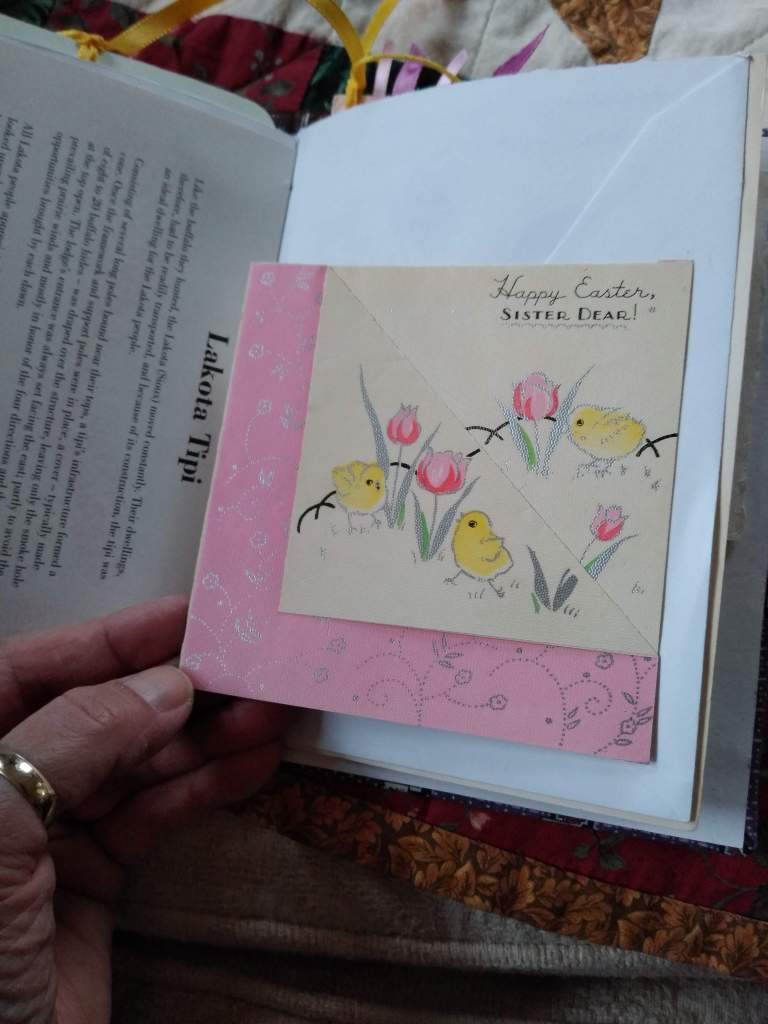 Lakota Tipi
Like the buffalo they hunted, the Lakota (Sioux) moved constantly. Their dwellings,
therefore, had to be readily transported, and because of its construction, the tipi was
an ideal dwelling for the Lakota people.
Consisting of several long poles bound near their tops, a tipi's infrastructure formed a
cone. Once the framework and support poles were in place, a cover – typically made
of eight to 20 buffalo hides – was draped over the structure, leaving only the smoke hole
at the top open. The lodge's entrance was always set facing the east; partly to avoid the
prevailing prairie winds and partly in honour of the four directions and the
opportunities brought by each dawn.
All Lakota people
looked
Happy Easter,
SISTER DEAR!